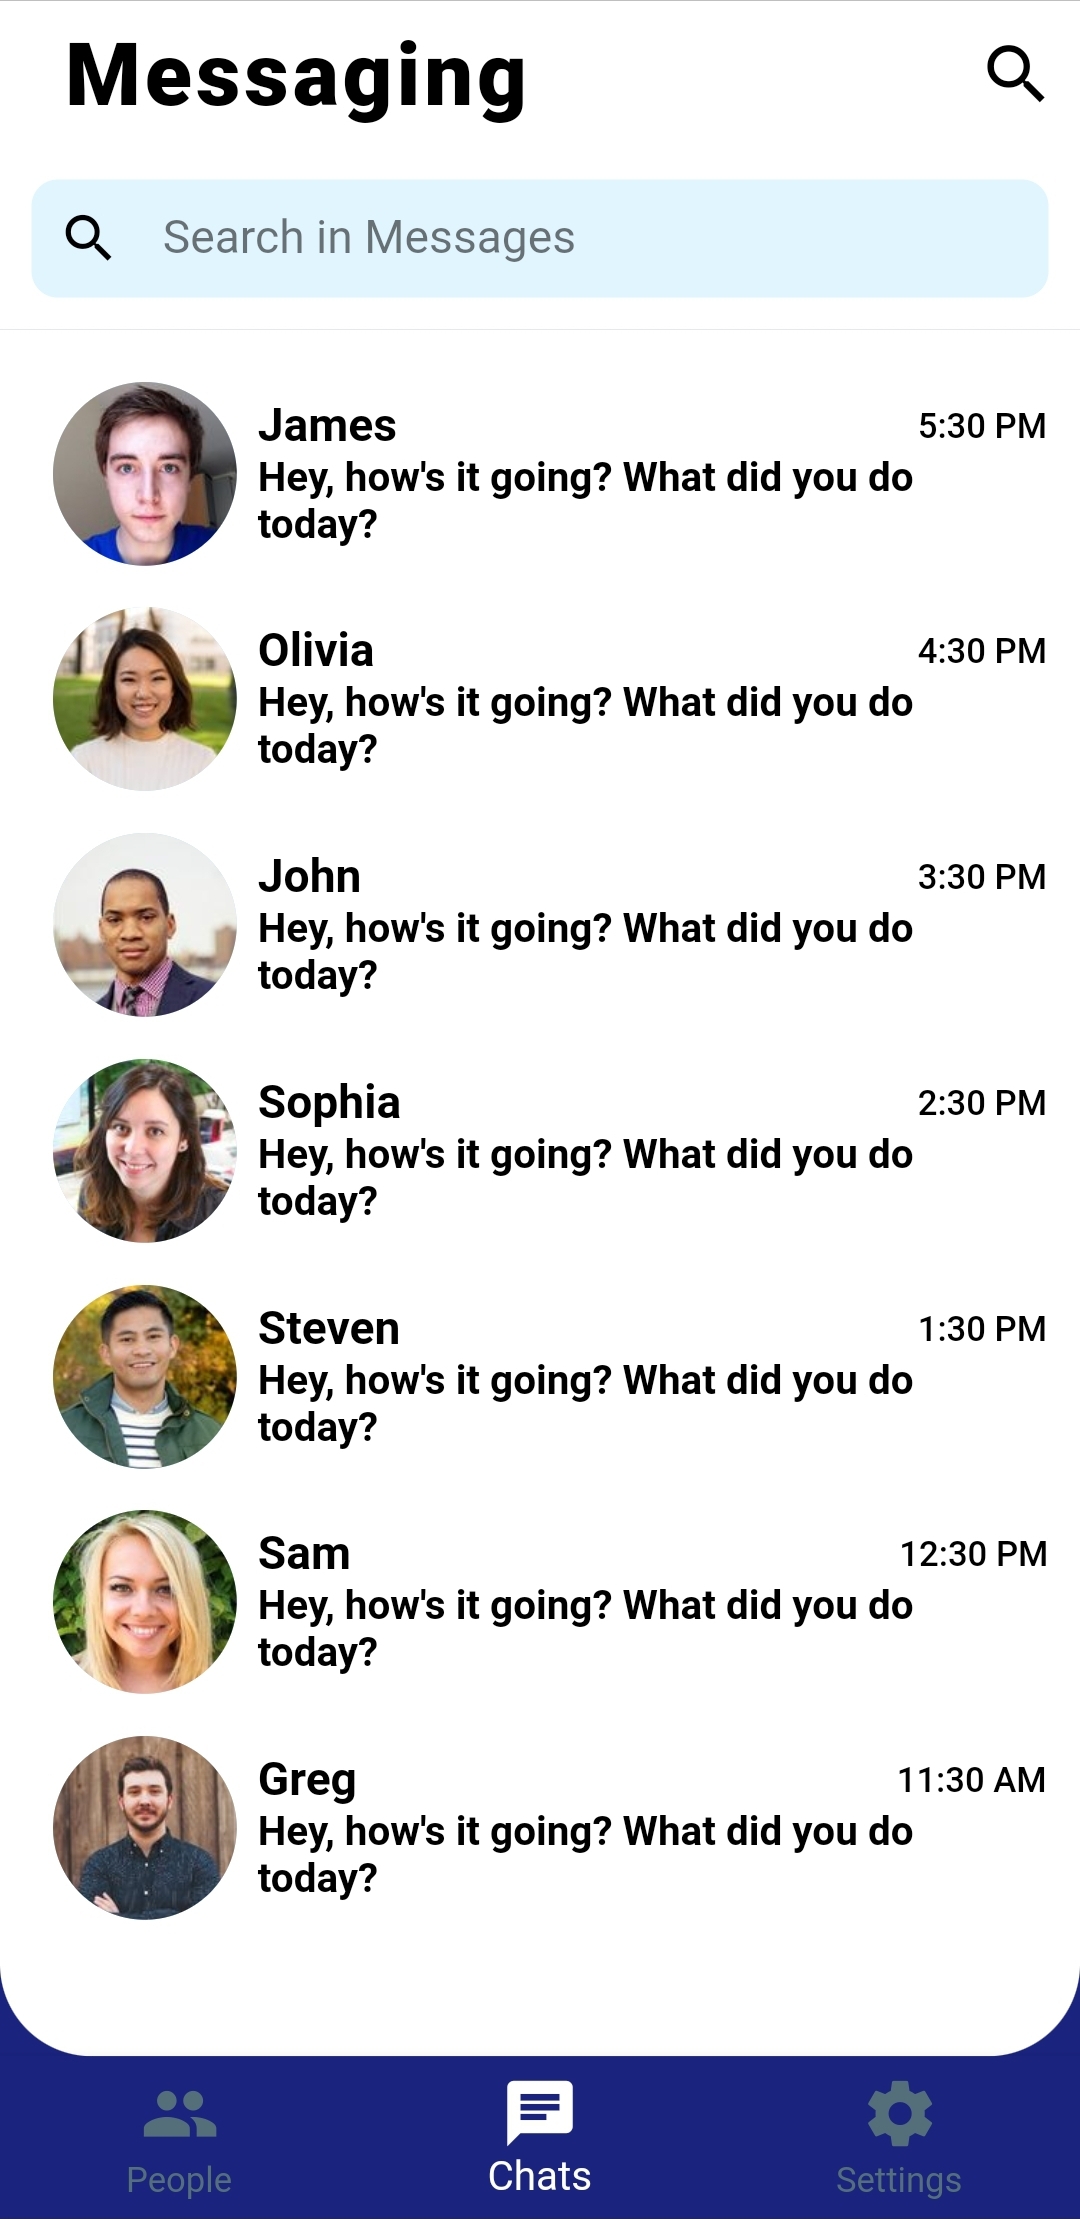 Messaging
Search in Messages
James
5:30 PM
Hey, how's it going? What did you do
today?
Olivia
4:30 PM
Hey, how's it going? What did you do
today?
John
3:30 PM
Hey, how's it going? What did you do
today?
Sophia
2:30 PM
Hey, how's it going? What did you do
today?
Steven
1:30 PM
Hey, how's it going? What did you do
today?
Sam
12:30 PM
Hey, how's it going? What did you do
today?
Greg
11:30 AM
Hey, how's it going? What did you do
today?
People
Chats
Settings